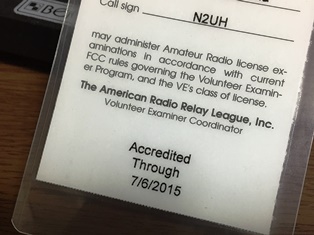 BE
Call sign N2UH
may administer Amateur Radio license ex-
aminations in accordance with current
FCC rules governing the Volunteer Examin-
er Program, and the VE's class of license.
The American Radio Relay League, Inc.
Volunteer Examiner Coordinator
Accredited
Through
7/6/2015